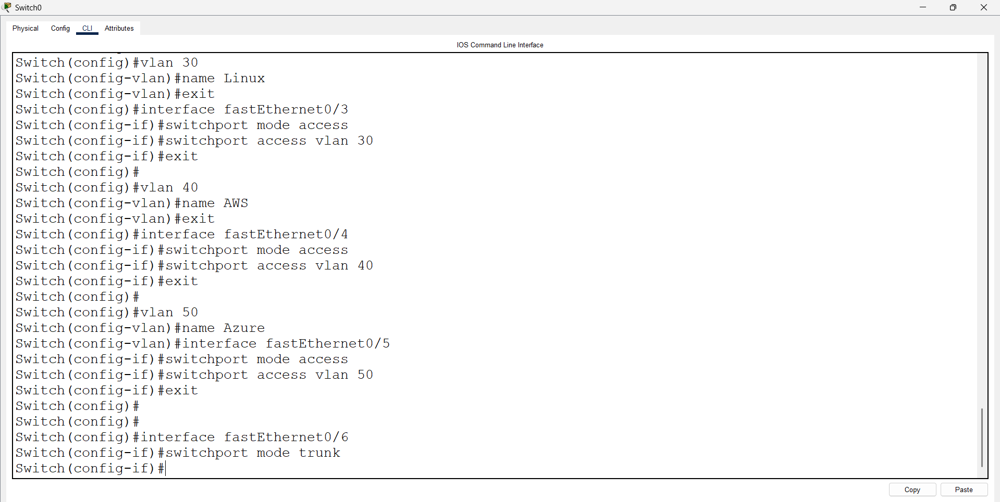 Switch0
Physical Config CLI Attributes
IOS Command Line Interface
Switch(config)#vlan 30
Switch(config-vlan)#name Linux
Switch(config-vlan)#exit
Switch(config)#interface fastEthernet0/3
Switch(config-if)#switchport mode access
Switch(config-if)#switchport access vlan 30
Switch(config-if)#exit
Switch(config)#
Switch(config)#vlan 40
Switch(config-vlan)#name AWS
Switch(config-vlan)#exit
Switch(config)#interface fastEthernet0/4
Switch(config-if)#switchport mode access
Switch(config-if)#switchport access vlan 40
Switch(config-if)#exit
Switch(config)#
Switch(config)#vlan 50
Switch(config-vlan)#name Azure
Switch(config-vlan)#interface fastEthernet0/5
Switch(config-if)#switchport mode access
Switch(config-if)#switchport access vlan 50
Switch(config-if)#exit
Switch(config)#
Switch(config)#
Switch(config)#interface fastEthernet0/6
Switch(config-if)#switchport mode trunk
Switch(config-if)#
Copy Paste